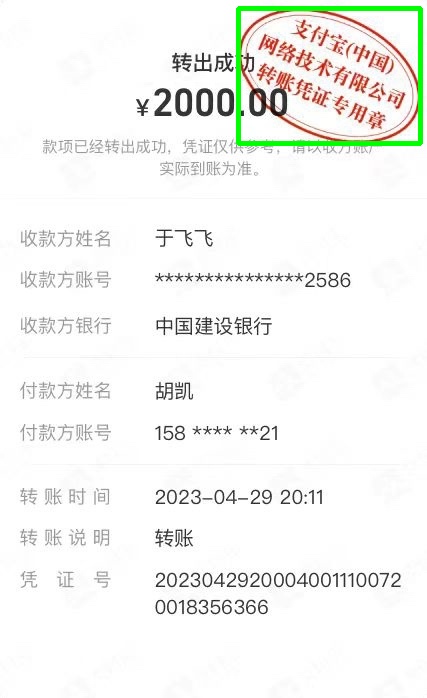 支付宝(中国)
网络技术有限公司
转账凭证专用章
转出成功
¥2000.00
款项已经转出成功，凭证仅供参考，请以收方账户
实际到账为准。
收款方姓名 于飞飞
收款方账号 ***************2586
收款方银行 中国建设银行
付款方姓名 胡凯
付款方账号 158 **** **21
转账时间 2023-04-29 20:11
转账说明 转账
凭证号 2023042920004001110072
0018356366